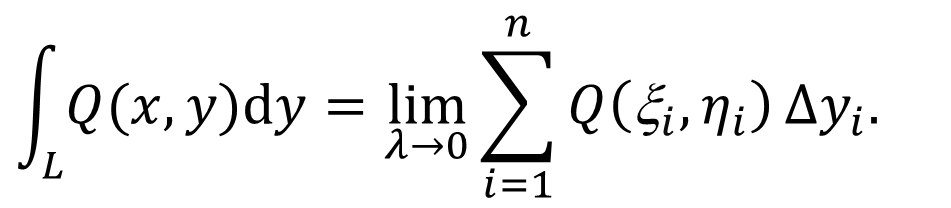 ∫_L Q(x, y)dy = lim_{λ→0} ∑_{i=1}^{n} Q(ξ_i, η_i) Δy_i.